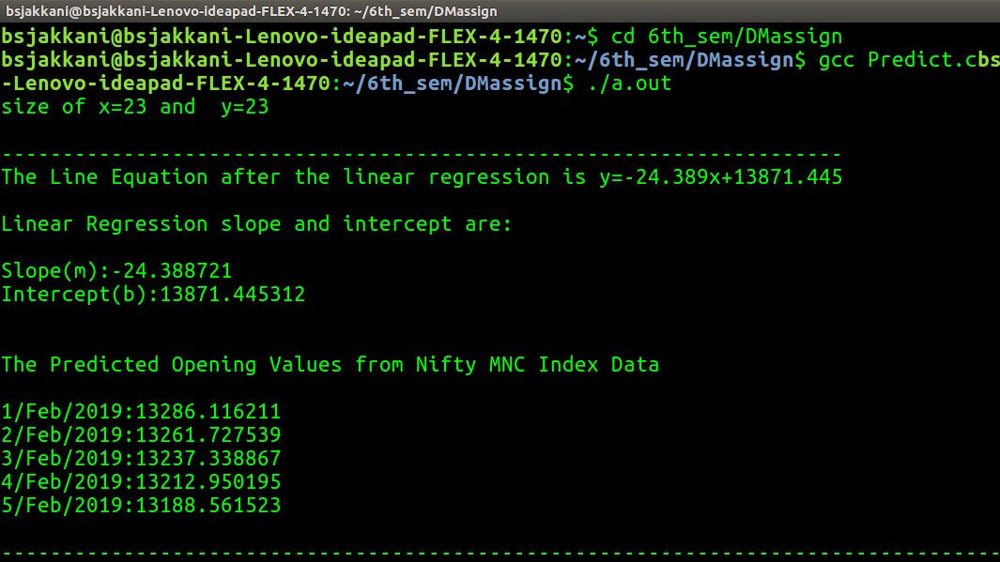 bsjakkani@bsjakkani-Lenovo-ideapad-FLEX-4-1470: ~/6th_sem/DMassign
bsjakkani@bsjakkani-Lenovo-ideapad-FLEX-4-1470:~$ cd 6th_sem/DMassign
bsjakkani@bsjakkani-Lenovo-ideapad-FLEX-4-1470:~/6th_sem/DMassign$ gcc Predict.cbs
-Lenovo-ideapad-FLEX-4-1470:~/6th_sem/DMassign$ ./a.out
size of x=23 and  y=23
---------------------------------------------------------------------
The Line Equation after the linear regression is y=-24.389x+13871.445
Linear Regression slope and intercept are:
Slope(m):-24.388721
Intercept(b):13871.445312
The Predicted Opening Values from Nifty MNC Index Data
1/Feb/2019:13286.116211
2/Feb/2019:13261.727539
3/Feb/2019:13237.338867
4/Feb/2019:13212.950195
5/Feb/2019:13188.561523
----------------------------------------------------------------------------------